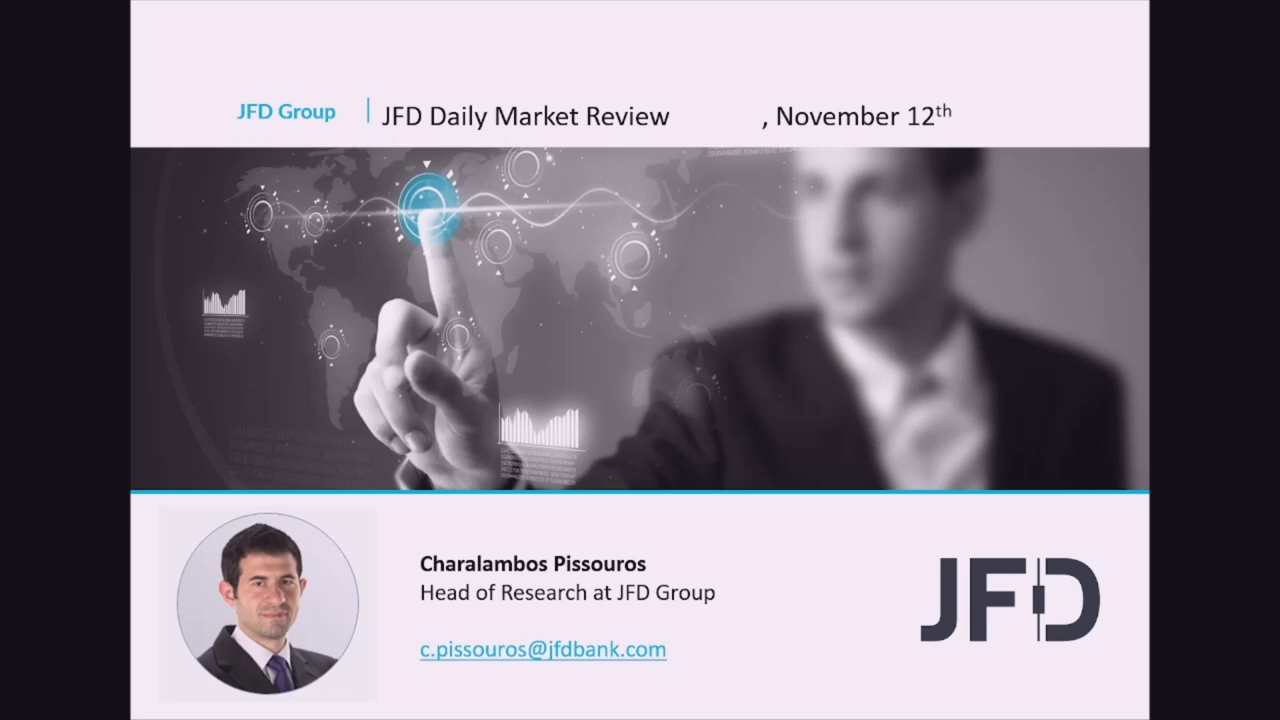 JFD Group JFD Daily Market Review , November 12th
Charalambos Pissouros
Head of Research at JFD Group
c.pissouros@jfdbank.com
JFD